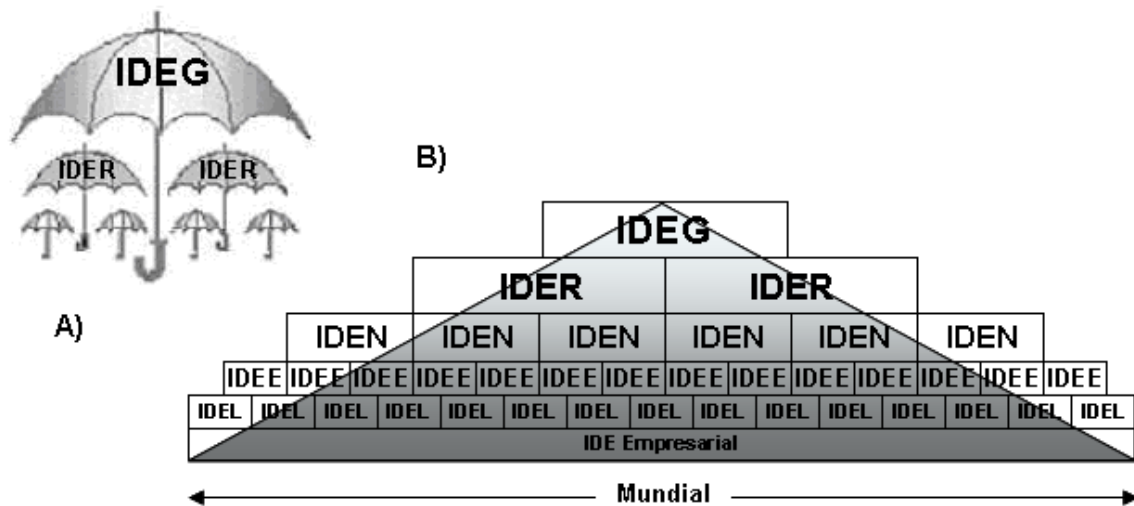 IDEG
IDER IDER
A)
B)
IDEG
IDER IDER
IDEN IDEN IDEN IDEN IDEN IDEN
IDEE IDEE IDEE IDEE IDEE IDEE IDEE IDEE IDEE IDEE IDEE IDEE IDEE IDEE
IDEL IDEL IDEL IDEL IDEL IDEL IDEL IDEL IDEL IDEL IDEL IDEL IDEL IDEL IDEL
IDE Empresarial
Mundial